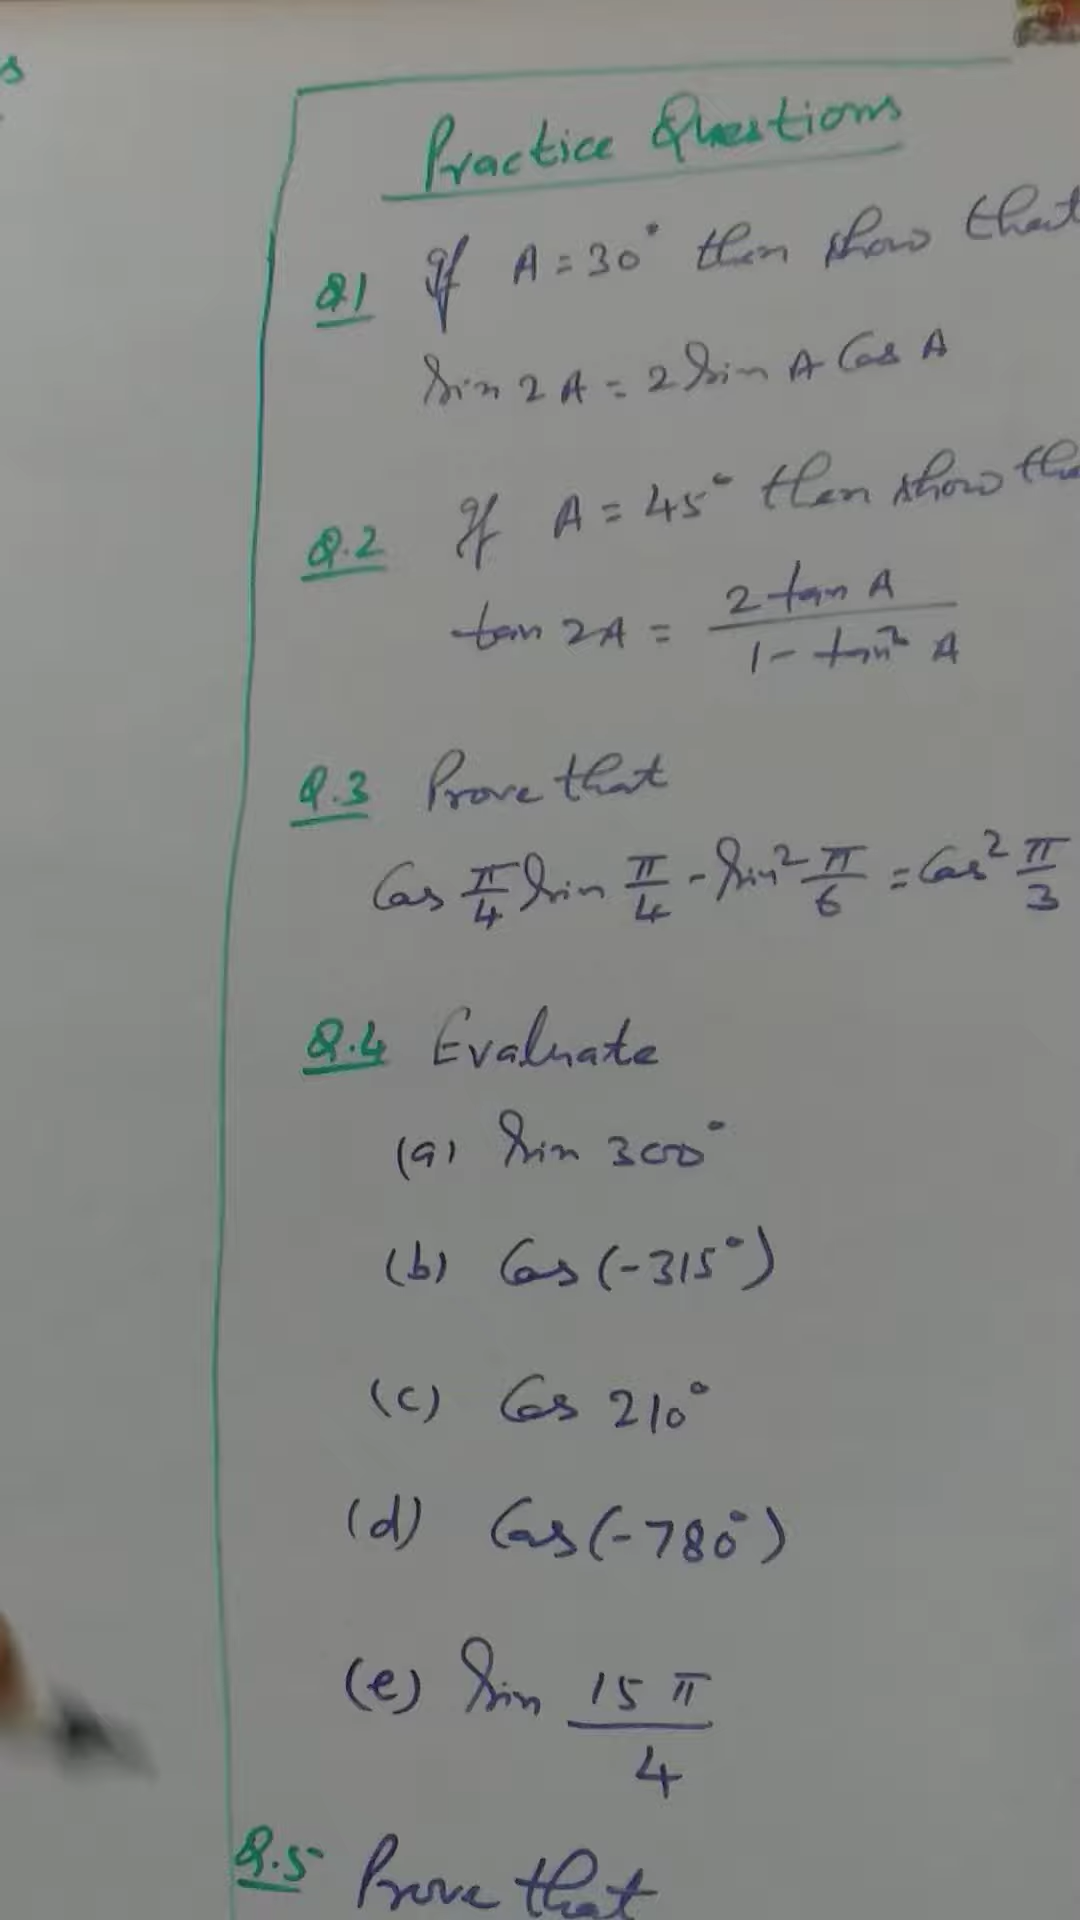 s
Practice Questions
Q1 If A = 30° then show that
Sin 2A = 2 Sin A Cos A
Q.2 If A = 45° then show
tan 2A = 2 tan A / 1 - tan² A
Q.3 Prove that
Cos π/4 Sin π/4 - Sin² π/6 = Cos² π/3
Q.4 Evaluate
(a) Sin 300°
(b) Cos (-315°)
(c) Cos 210°
(d) Cos (-780°)
(e) Sin 15π/4
Q.5 Prove that